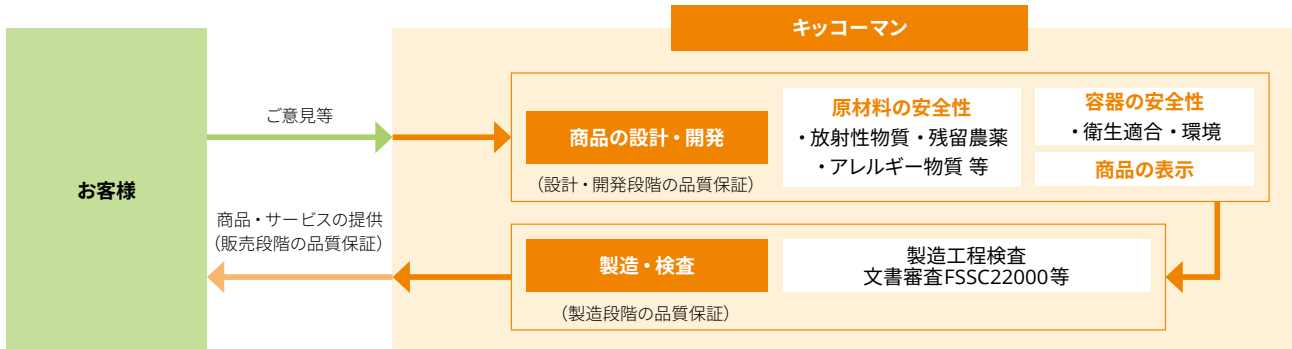 キッコーマン
お客様
ご意見等
商品の設計・開発
（設計・開発段階の品質保証）
原材料の安全性
・放射性物質・残留農薬
・アレルギー物質 等
容器の安全性
・衛生適合・環境
商品の表示
商品・サービスの提供
（販売段階の品質保証）
製造・検査
（製造段階の品質保証）
製造工程検査
文書審査FSSC22000等